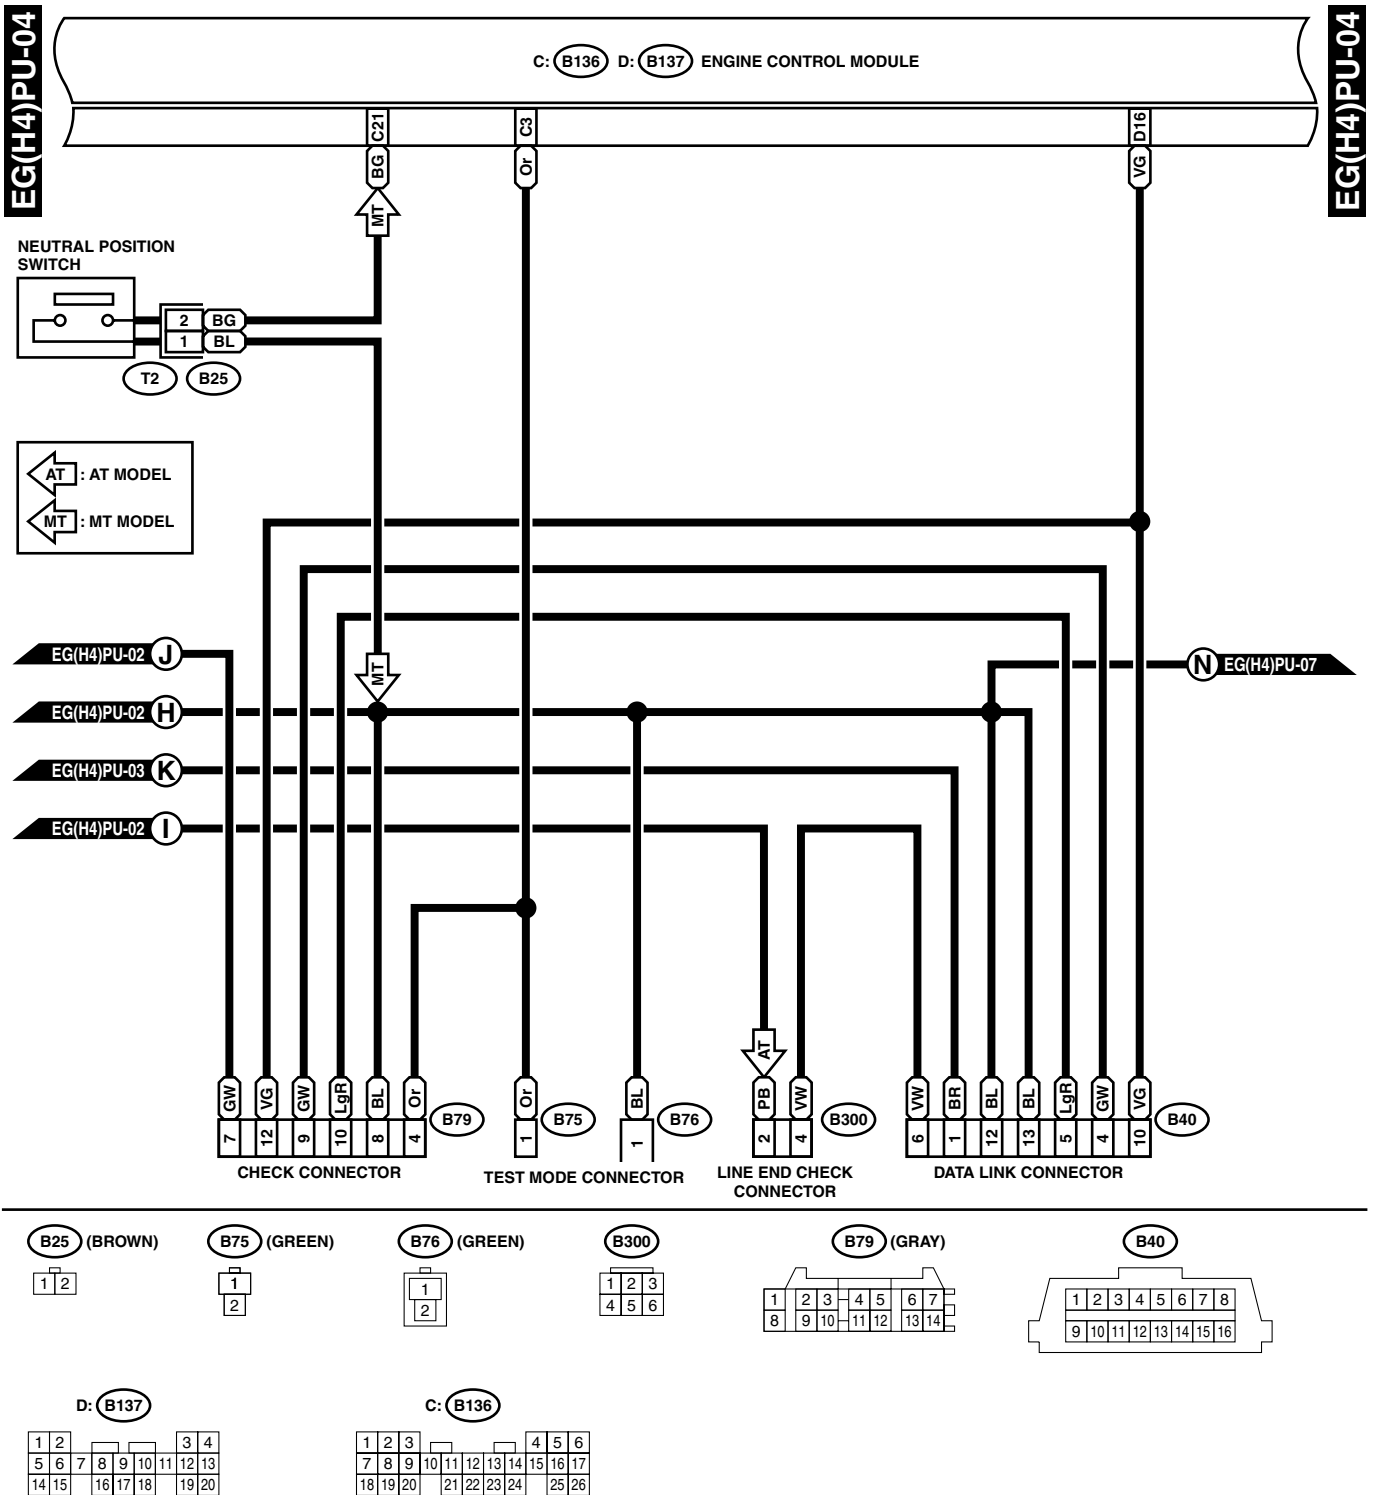 EG(H4)PU-04
EG(H4)PU-04
C: B136 D: B137 ENGINE CONTROL MODULE
C21 C3 D16
BG Or VG
MT
NEUTRAL POSITION
SWITCH
2 BG
1 BL
T2 B25
AT : AT MODEL
MT : MT MODEL
EG(H4)PU-02 J
MT
N EG(H4)PU-07
EG(H4)PU-02 H
EG(H4)PU-03 K
EG(H4)PU-02 I
AT
GW VG GW LgR BL Or Or BL PB VW VW BR BL BL LgR GW VG
7 12 9 10 8 4 B79 1 B75 1 B76 2 4 B300 6 1 12 13 5 4 10 B40
CHECK CONNECTOR
TEST MODE CONNECTOR
LINE END CHECK
CONNECTOR
DATA LINK CONNECTOR
B25 (BROWN)
1 2
B75 (GREEN)
1
2
B76 (GREEN)
1
2
B300
1 2 3
4 5 6
B79 (GRAY)
1 2 3 4 5 6 7
8 9 10 11 12 13 14
B40
1 2 3 4 5 6 7 8
9 10 11 12 13 14 15 16
D: B137
1 2 3 4
5 6 7 8 9 10 11 12 13
14 15 16 17 18 19 20
C: B136
1 2 3 4 5 6
7 8 9 10 11 12 13 14 15 16 17
18 19 20 21 22 23 24 25 26